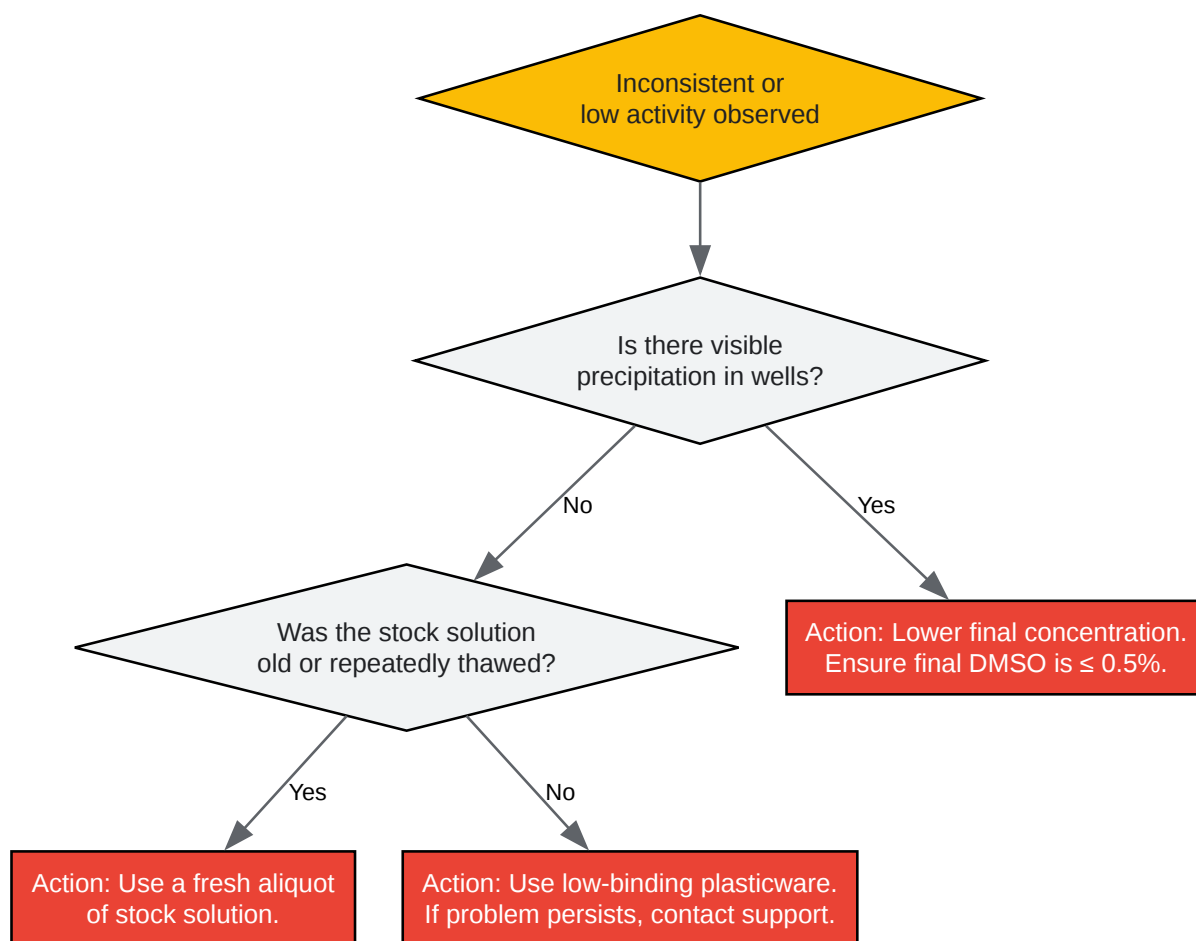 Inconsistent or
low activity observed
Is there visible
precipitation in wells?
No
Yes
Was the stock solution
old or repeatedly thawed?
Action: Lower final concentration.
Ensure final DMSO is ≤ 0.5%.
Yes
No
Action: Use a fresh aliquot
of stock solution.
Action: Use low-binding plasticware.
If problem persists, contact support.